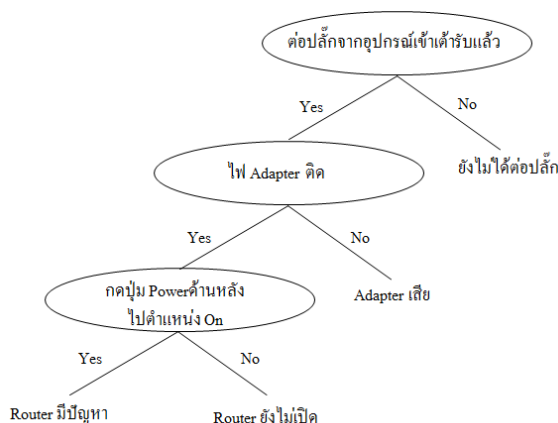 ต่อปลั๊กจากอุปกรณ์เข้าเต้ารับแล้ว
Yes
No
ไฟ Adapter ติด
ยังไม่ได้ต่อปลั๊ก
Yes
No
กดปุ่ม Powerด้านหลัง
ไปตำแหน่ง On
Adapter เสีย
Yes
No
Router มีปัญหา
Router ยังไม่เปิด